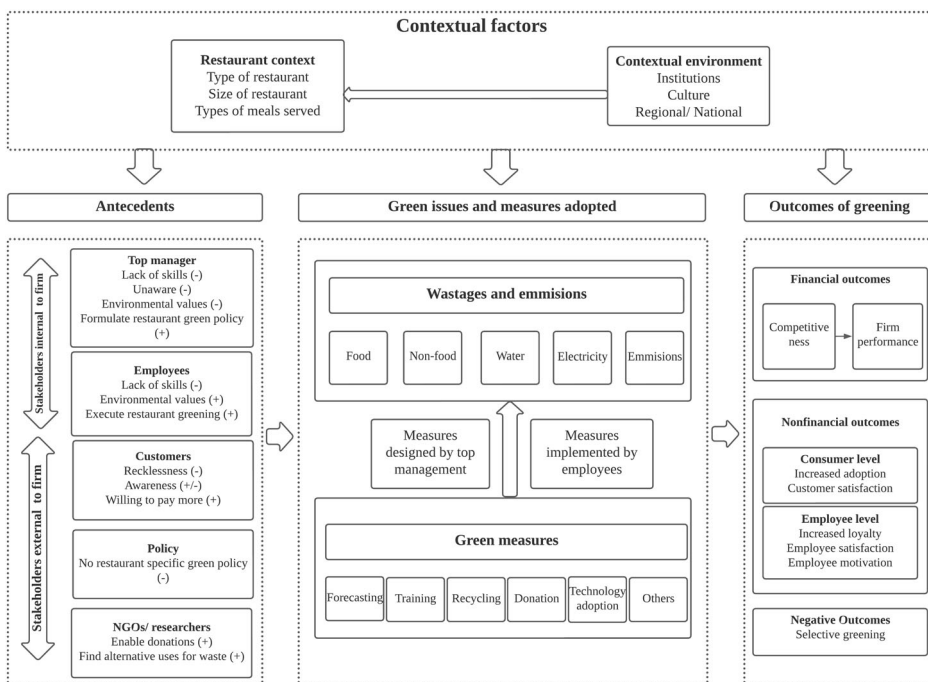 Contextual factors
Restaurant context
Type of restaurant
Size of restaurant
Types of meals served
Contextual environment
Institutions
Culture
Regional/ National
Antecedents
Green issues and measures adopted
Outcomes of greening
Stakeholders internal to firm
Stakeholders external to firm
Top manager
Lack of skills (-)
Unaware (-)
Environmental values (-)
Formulate restaurant green policy
(+)
Employees
Lack of skills (-)
Environmental values (+)
Execute restaurant greening (+)
Customers
Recklessness (-)
Awareness (+/-)
Willing to pay more (+)
Policy
No restaurant specific green policy
(-)
NGOs/ researchers
Enable donations (+)
Find alternative uses for waste (+)
Wastages and emmisions
Food
Non-food
Water
Electricity
Emmisions
Measures
designed by top
management
Measures
implemented by
employees
Green measures
Forecasting
Training
Recycling
Donation
Technology
adoption
Others
Financial outcomes
Competitive
ness
Firm
performance
Nonfinancial outcomes
Consumer level
Increased adoption
Customer satisfaction
Employee level
Increased loyalty
Employee satisfaction
Employee motivation
Negative Outcomes
Selective greening